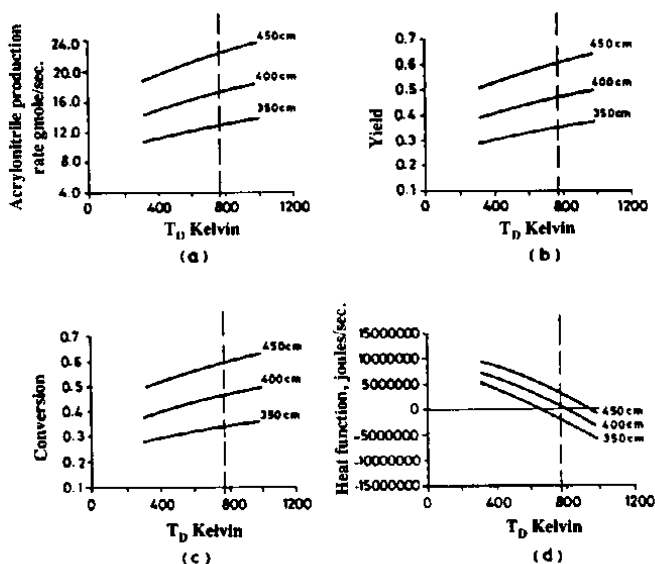 Acrylonitrile production
rate gmole/sec.
24.0
20.0
16.0
12.0
8.0
4.0
450cm
400cm
350cm
0
400
800
1200
T_D Kelvin
(a)
Yield
0.7
0.6
0.5
0.4
0.3
0.2
0.1
450cm
400cm
350cm
0
400
800
1200
T_D Kelvin
(b)
Conversion
0.7
0.6
0.5
0.4
0.3
0.2
0.1
450cm
400cm
350cm
0
400
800
1200
T_D Kelvin
(c)
Heat function, joules/sec.
15000000
10000000
5000000
0
-5000000
-10000000
-15000000
450cm
400cm
350cm
0
400
800
1200
T_D Kelvin
(d)